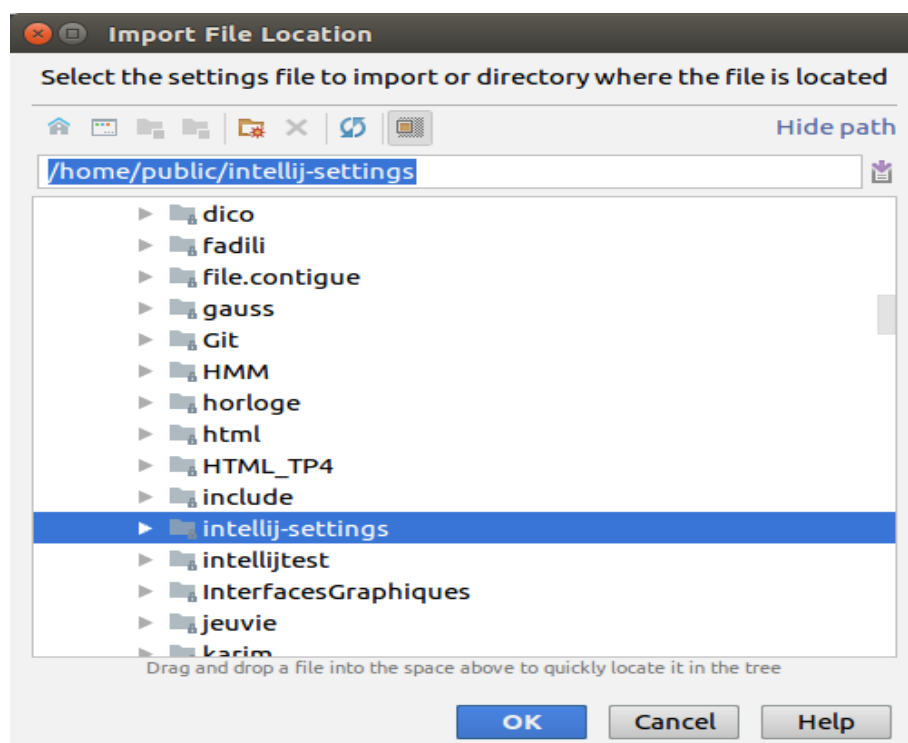 Import File Location
Select the settings file to import or directory where the file is located
Hide path
/home/public/intellij-settings
dico
fadili
file.contigue
gauss
Git
HMM
horloge
html
HTML_TP4
include
intellij-settings
intellijtest
InterfacesGraphiques
jeuvie
karim
Drag and drop a file into the space above to quickly locate it in the tree
OK Cancel Help